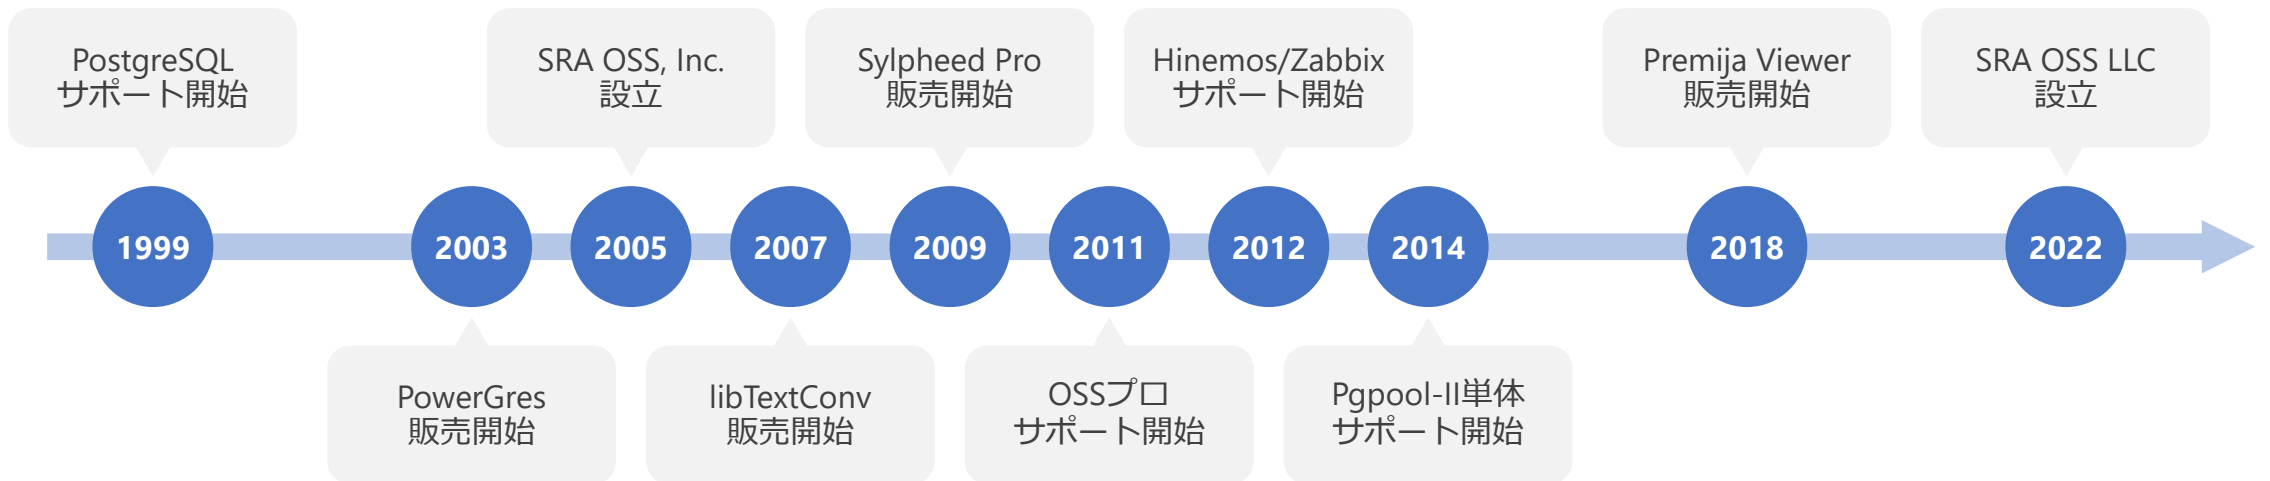 PostgreSQL
サポート開始
SRA OSS, Inc.
設立
Sylpheed Pro
販売開始
Hinemos/Zabbix
サポート開始
Premija Viewer
販売開始
SRA OSS LLC
設立
1999
2003
2005
2007
2009
2011
2012
2014
2018
2022
PowerGres
販売開始
libTextConv
販売開始
OSSプロ
サポート開始
Pgpool-II単体
サポート開始